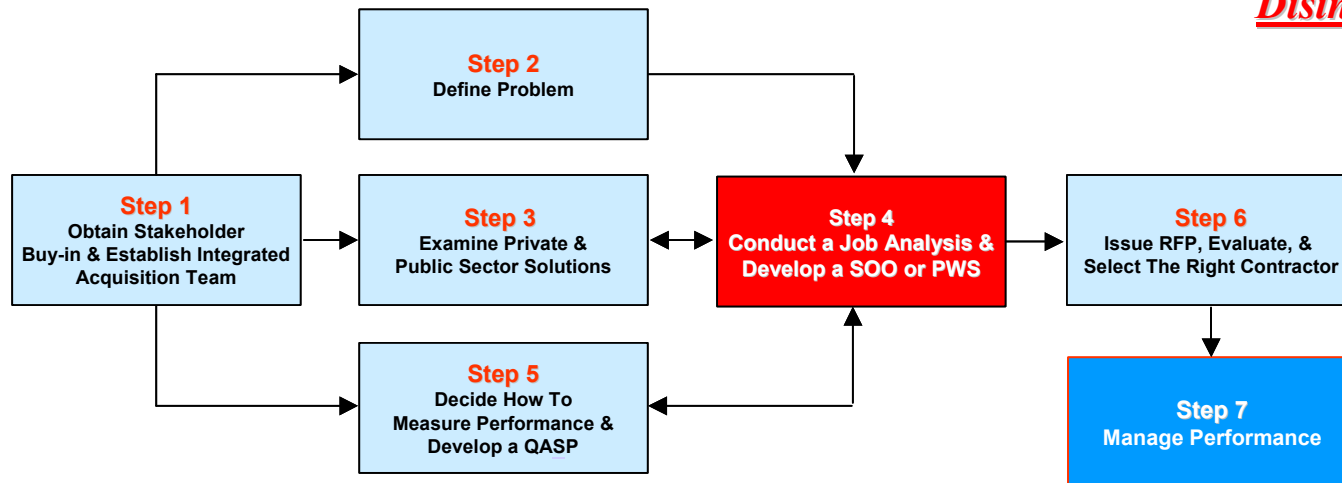 Step 2
Define Problem
Step 1
Obtain Stakeholder
Buy-in & Establish Integrated
Acquisition Team
Step 3
Examine Private &
Public Sector Solutions
Step 4
Conduct a Job Analysis &
Develop a SOO or PWS
Step 6
Issue RFP, Evaluate, &
Select The Right Contractor
Step 5
Decide How To
Measure Performance &
Develop a QASP
Step 7
Manage Performance